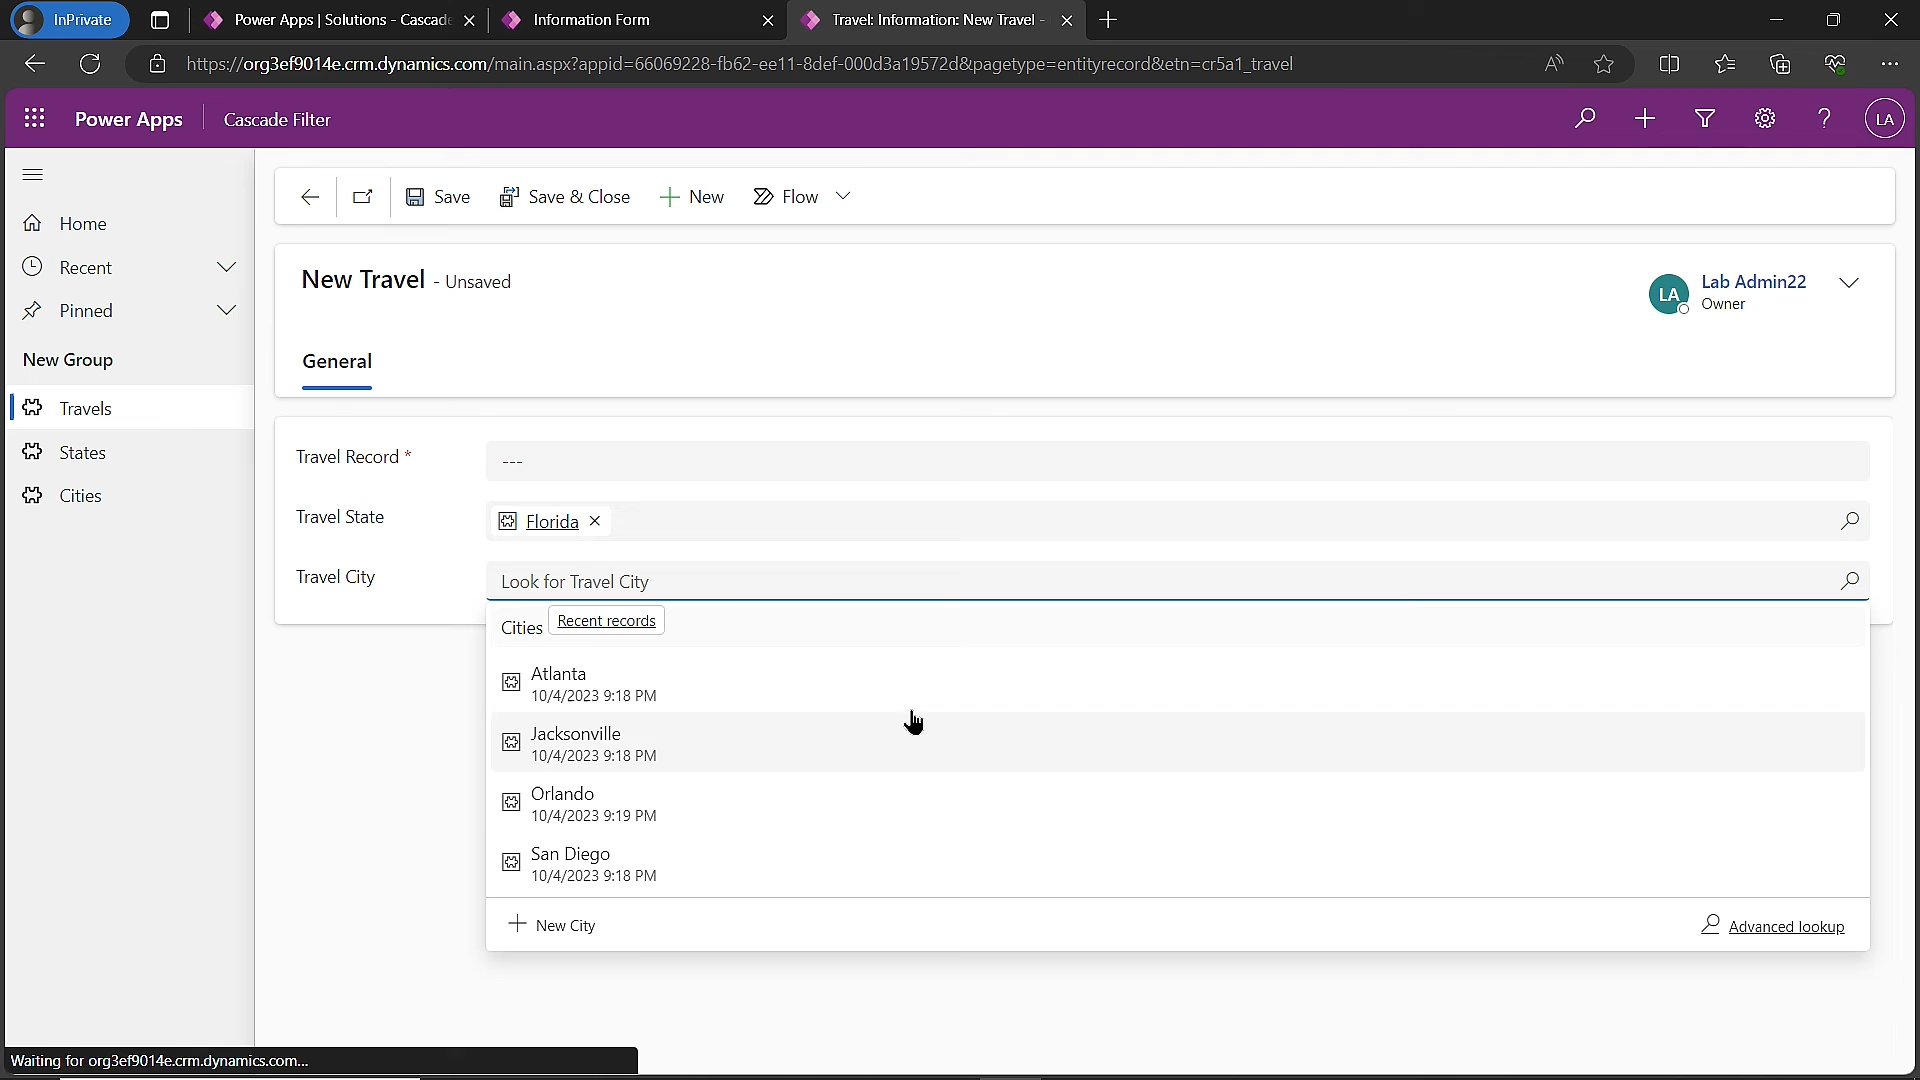 InPrivate
Power Apps | Solutions - Cascade
Information Form
Travel: Information: New Travel -
https://org3ef9014e.crm.dynamics.com/main.aspx?appid=66069228-fb62-ee11-8def-000d3a19572d&pagetype=entityrecord&etn=cr5a1_travel
Power Apps
Cascade Filter
LA
Save
Save & Close
New
Flow
Home
Recent
Pinned
New Group
Travels
States
Cities
New Travel - Unsaved
LA
Lab Admin22
Owner
General
Travel Record *
---
Travel State
Florida
Travel City
Look for Travel City
Cities
Recent records
Atlanta
10/4/2023 9:18 PM
Jacksonville
10/4/2023 9:18 PM
Orlando
10/4/2023 9:19 PM
San Diego
10/4/2023 9:18 PM
New City
Advanced lookup
Waiting for org3ef9014e.crm.dynamics.com...